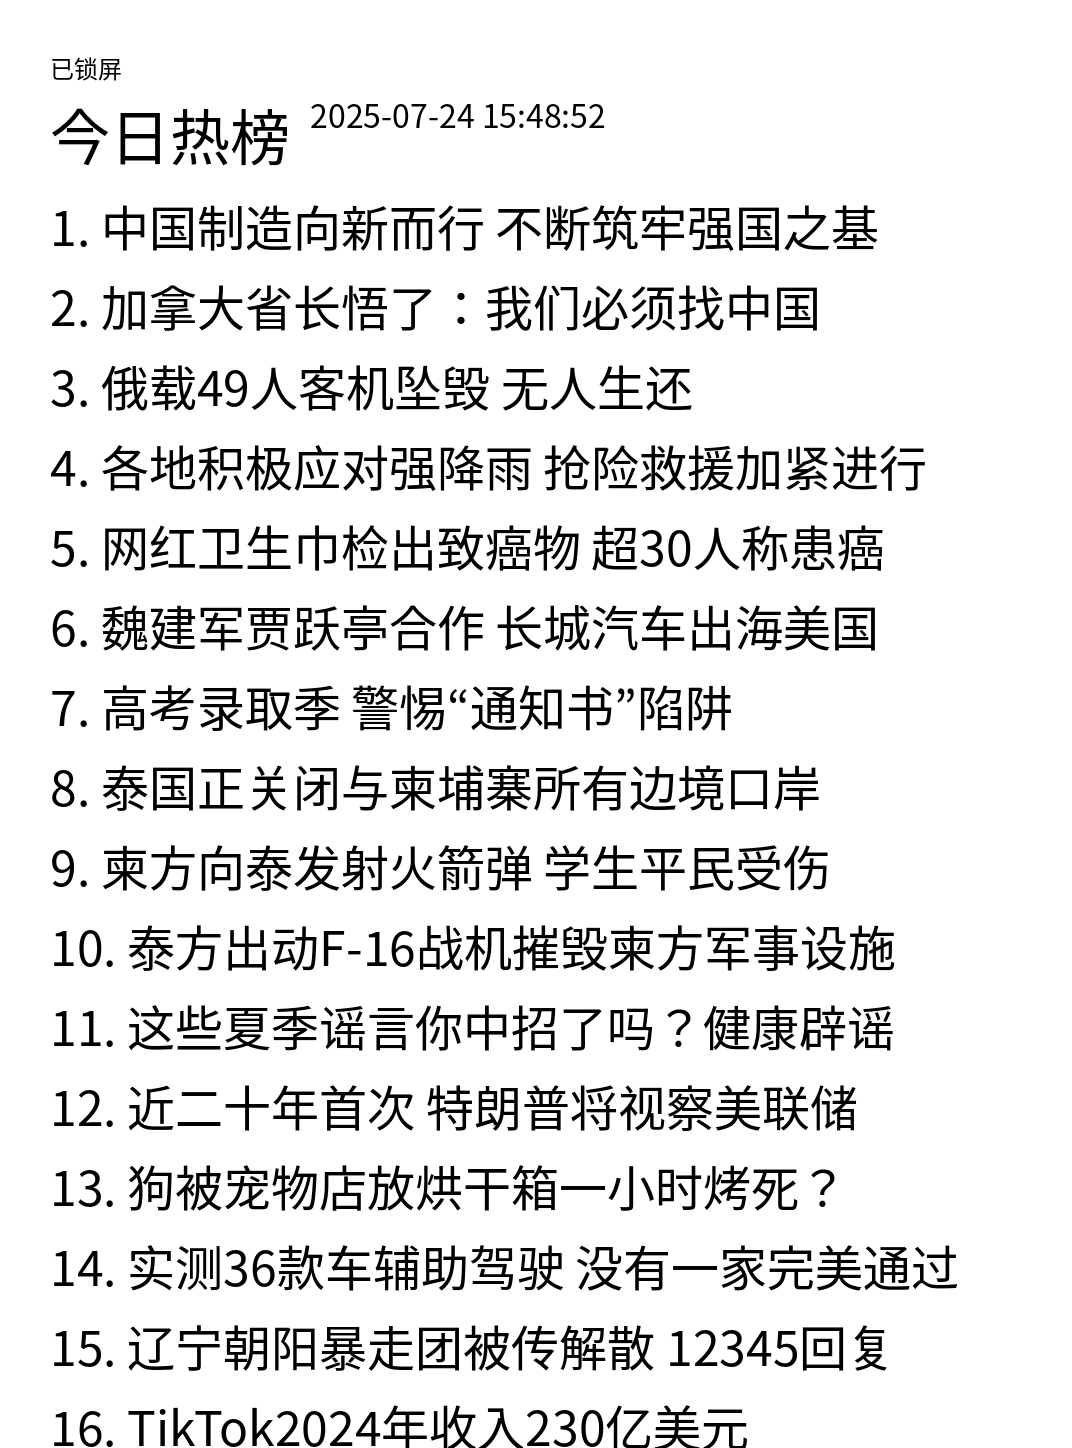 已锁屏
今日热榜 2025-07-24 15:48:52
1. 中国制造向新而行 不断筑牢强国之基
2. 加拿大省长悟了：我们必须找中国
3. 俄载49人客机坠毁 无人生还
4. 各地积极应对强降雨 抢险救援加紧进行
5. 网红卫生巾检出致癌物 超30人称患癌
6. 魏建军贾跃亭合作 长城汽车出海美国
7. 高考录取季 警惕“通知书”陷阱
8. 泰国正关闭与柬埔寨所有边境口岸
9. 柬方向泰发射火箭弹 学生平民受伤
10. 泰方出动F-16战机摧毁柬方军事设施
11. 这些夏季谣言你中招了吗？健康辟谣
12. 近二十年首次 特朗普将视察美联储
13. 狗被宠物店放烘干箱一小时烤死？
14. 实测36款车辅助驾驶 没有一家完美通过
15. 辽宁朝阳暴走团被传解散 12345回复
16. TikTok2024年收入230亿美元